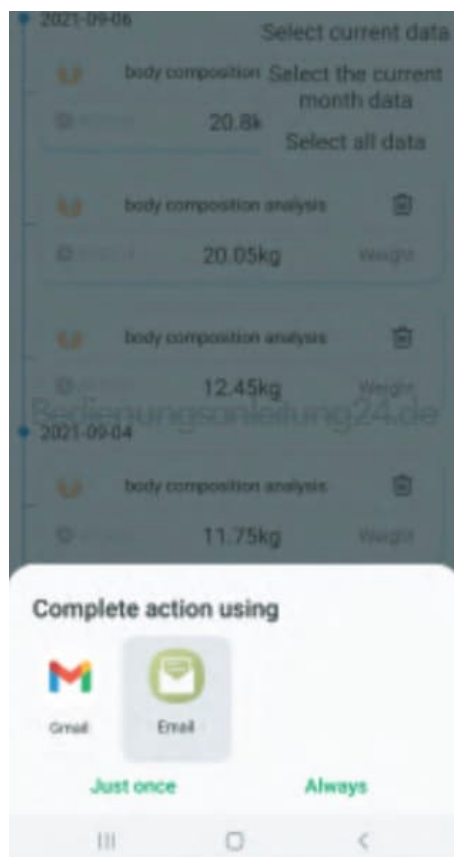 2021-09-06
Select current data
body composition
Select the current
month data
20.8k
Select all data
body composition analysis
20.05kg
Weight
body composition analysis
12.45kg
Weight
Bedienungsanleitung24.de
2021-09-04
body composition analysis
11.75kg
Weight
Complete action using
Gmail
Email
Just once
Always